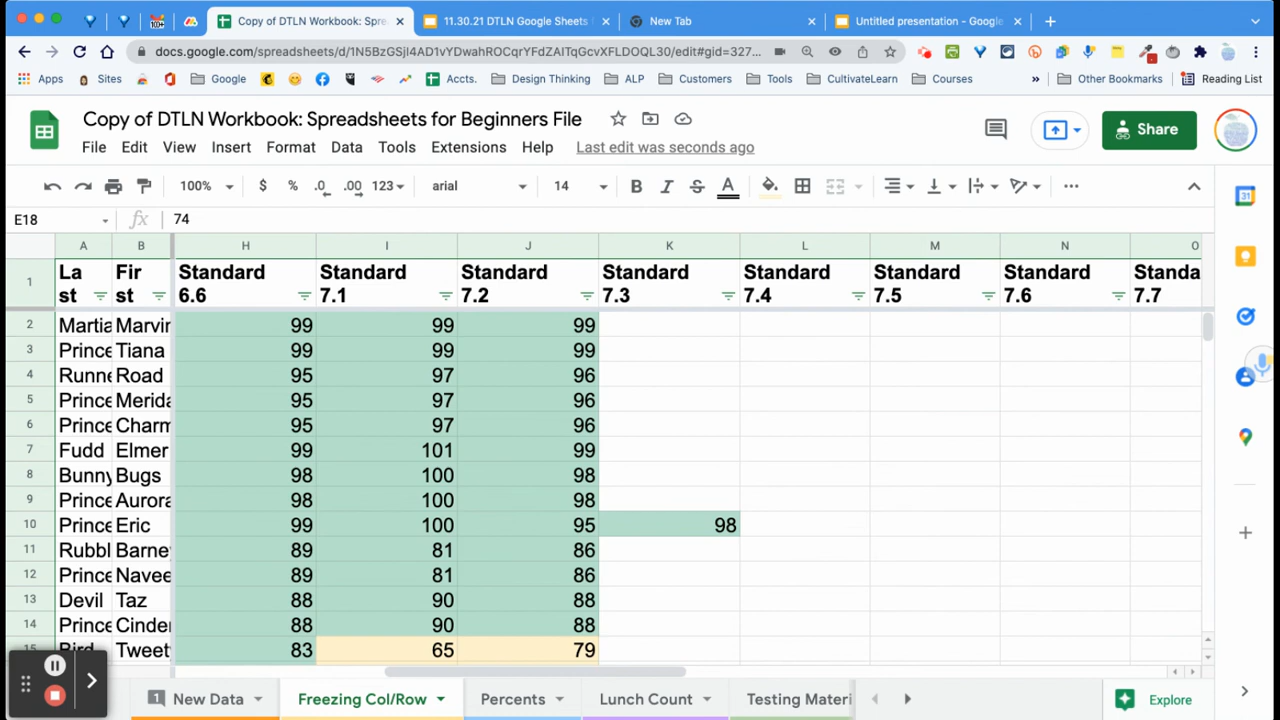 Copy of DTLN Workbook: Spre
11.30.21 DTLN Google Sheets
New Tab
Untitled presentation - Google
docs.google.com/spreadsheets/d/1N5BZGSjI4AD1vYDwahROCqrYFdZAITqGcvXFLDOQL30/edit#gid=327...
Apps
Sites
Google
Accts.
Design Thinking
ALP
Customers
Tools
CultivateLearn
Courses
»
Other Bookmarks
Reading List
Copy of DTLN Workbook: Spreadsheets for Beginners File
Share
File Edit View Insert Format Data Tools Extensions Help Last edit was seconds ago
100% $ % .0 .00 123 arial 14 B I S A
E18 fx 74
A B H I J K L M N O
1 La st Fir st Standard 6.6 Standard 7.1 Standard 7.2 Standard 7.3 Standard 7.4 Standard 7.5 Standard 7.6 Standa 7.7
2 Martia Marvin 99 99 99
3 Prince Tiana 99 99 99
4 Runne Road 95 97 96
5 Prince Merida 95 97 96
6 Prince Charm 95 97 96
7 Fudd Elmer 99 101 99
8 Bunny Bugs 98 100 98
9 Prince Aurora 98 100 98
10 Prince Eric 99 100 95 98
11 Rubbl Barney 89 81 86
12 Prince Navee 89 81 86
13 Devil Taz 88 90 88
14 Prince Cinder 88 90 88
15 Bird Tweet 83 65 79
1 New Data Freezing Col/Row Percents Lunch Count Testing Materi Explore